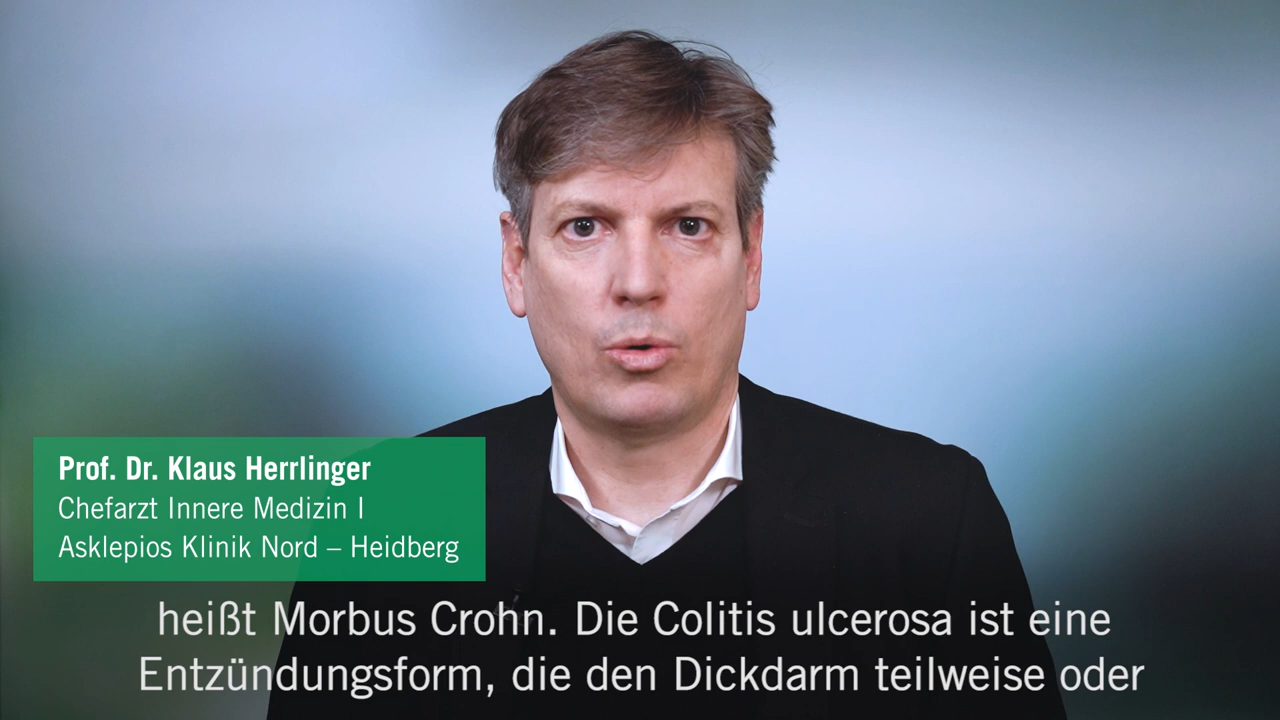 Prof. Dr. Klaus Herrlinger
Chefarzt Innere Medizin I
Asklepios Klinik Nord – Heidberg
heißt Morbus Crohn. Die Colitis ulcerosa ist eine
Entzündungsform, die den Dickdarm teilweise oder